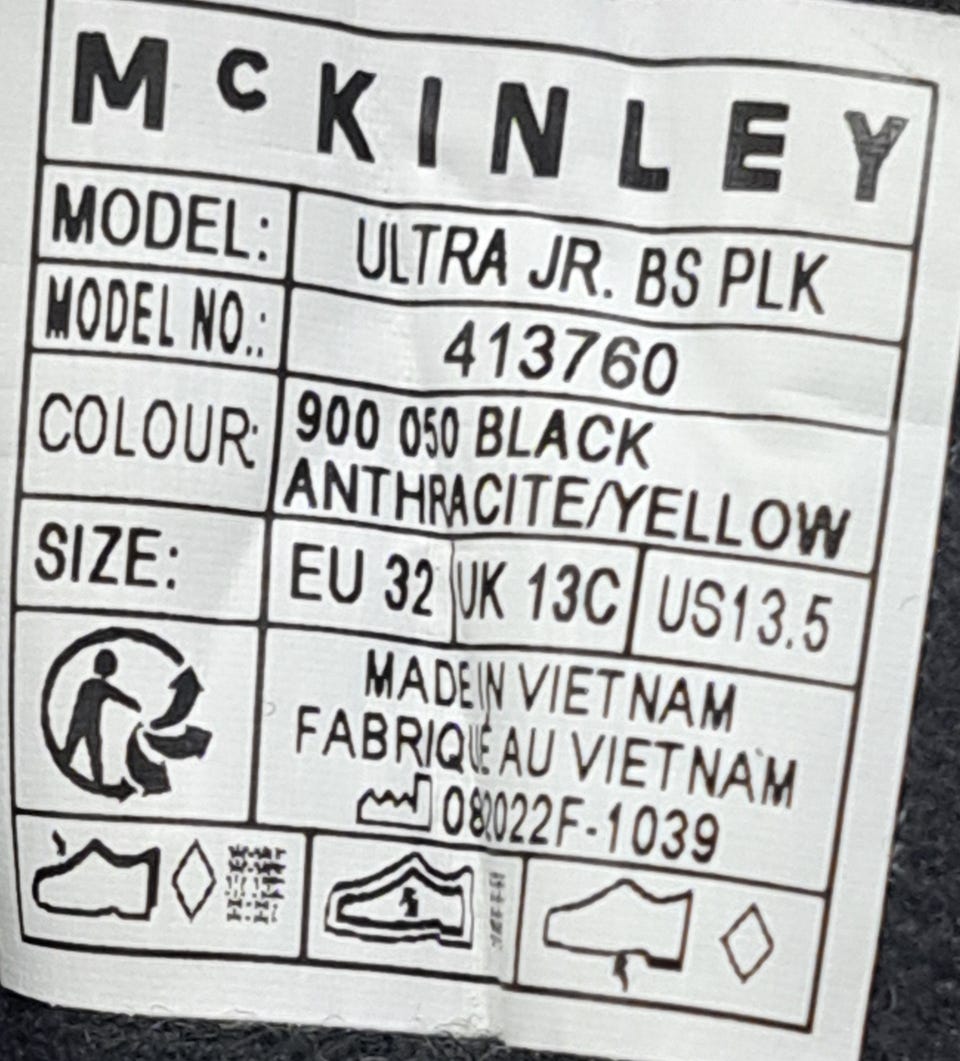 McKINLEY
MODEL: ULTRA JR. BS PLK
MODEL NO.: 413760
COLOUR: 900 050 BLACK
ANTHRACITE/YELLOW
SIZE: EU 32 UK 13C US13.5
MADE IN VIETNAM
FABRIQUÉ AU VIETNAM
082022F-1039